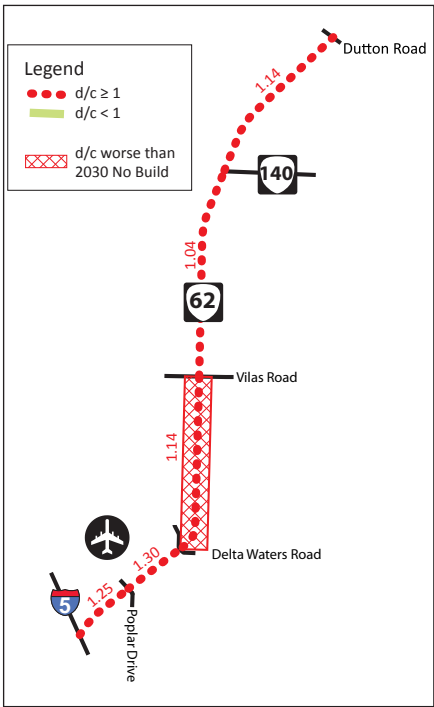 Dutton Road
Legend
d/c ≥ 1
d/c < 1
d/c worse than
2030 No Build
1.14
140
1.04
62
Vilas Road
1.14
Delta Waters Road
1.30
1.25
5
Poplar Drive